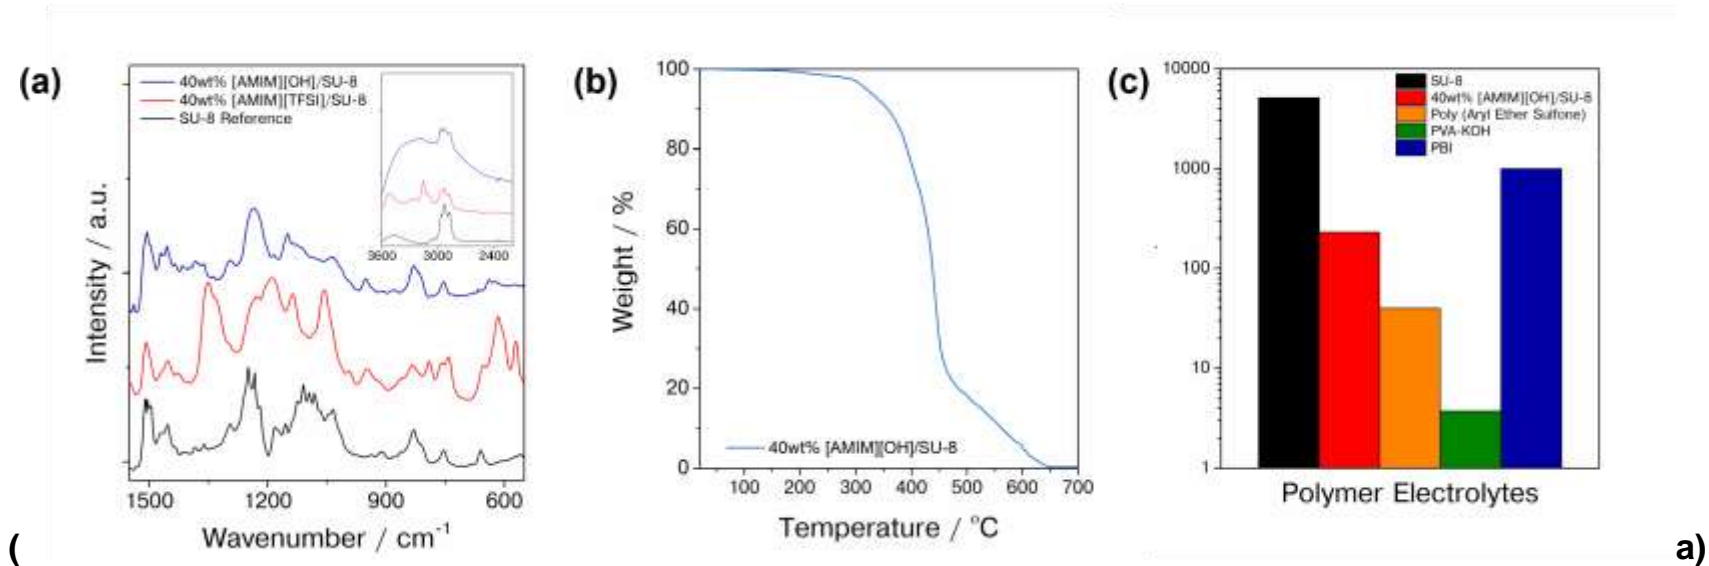 (a)
40wt% [AMIM][OH]/SU-8
40wt% [AMIM][TFSI]/SU-8
SU-8 Reference
3600 3000 2400
Intensity / a.u.
1500 1200 900 600
Wavenumber / cm-1
(b)
100
80
60
40
20
0
Weight / %
40wt% [AMIM][OH]/SU-8
100 200 300 400 500 600 700
Temperature / °C
(c)
10000
1000
100
10
1
SU-8
40wt% [AMIM][OH]/SU-8
Poly (Aryl Ether Sulfone)
PVA-KOH
PBI
Polymer Electrolytes
( a)